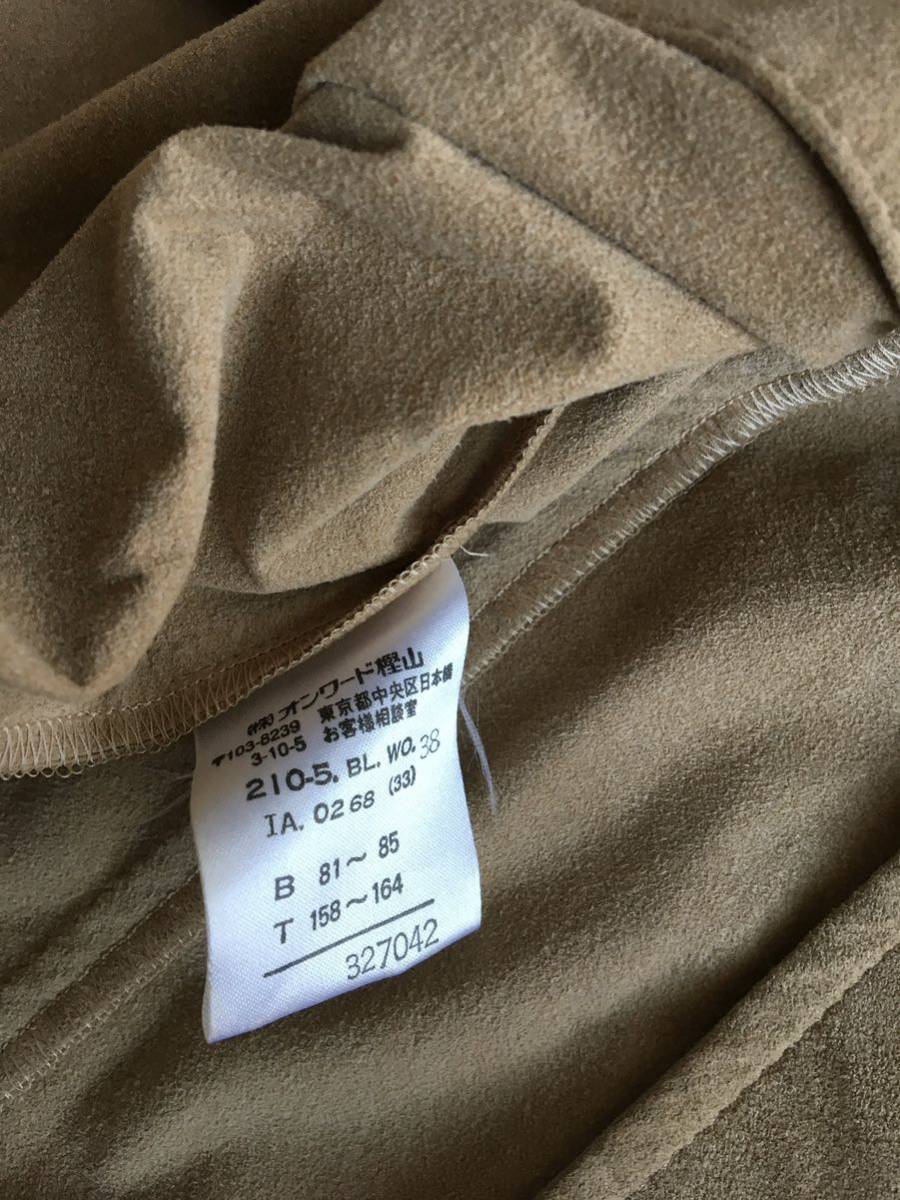 (株)オンワード樫山
〒103-8239 東京都中央区日本橋
3-10-5 お客様相談室
210-5. BL. WO. 38
IA. 0268 (33)
B 81~85
T 158~164
327042